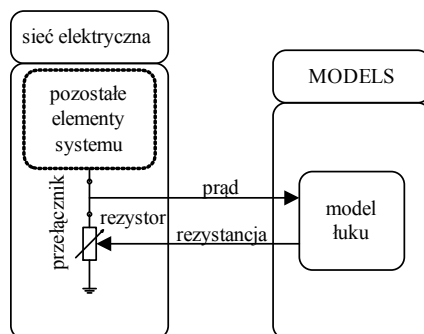 sieć elektryczna
pozostałe
elementy
systemu
przełącznik
rezystor
prąd
rezystancja
MODELS
model
łuku